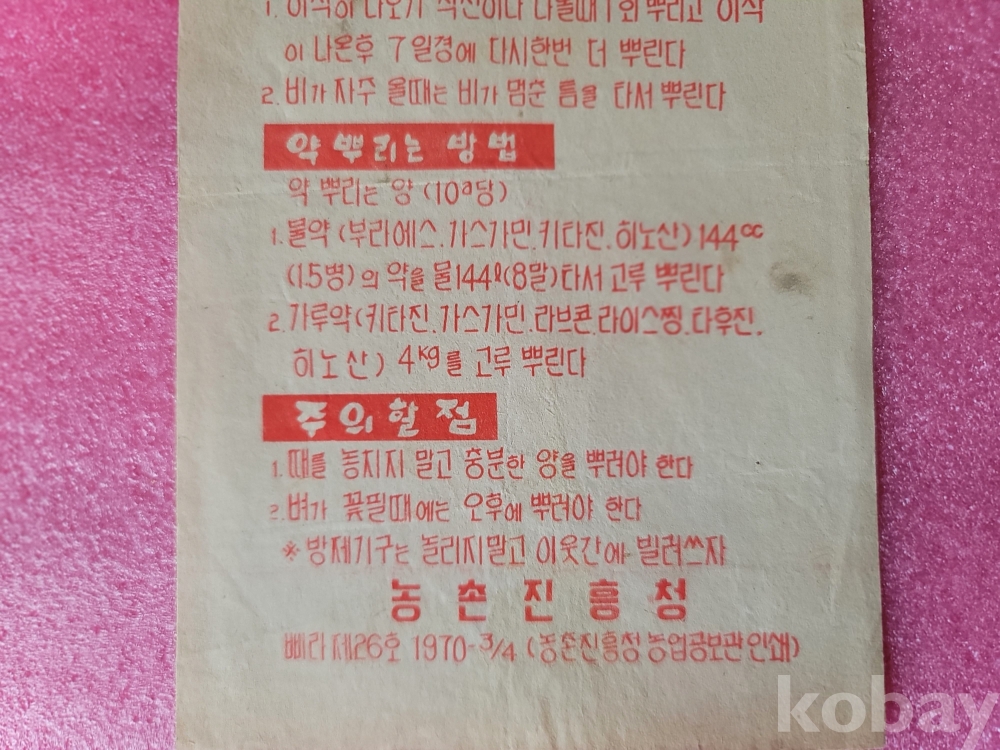 1. 이삭이 나오기 직전이나 나올때 1회 뿌리고 이삭
이 나온후 7일경에 다시한번 더 뿌린다
2. 비가 자주 올때는 비가 멈춘 틈을 타서 뿌린다
약 뿌리는 방법
약 뿌리는 양 (10a당)
1. 물약 (부라에스.가스가민.키타진.히노산) 144cc
(1.5병) 의 약을 물144ℓ(8말)타서 고루 뿌린다
2. 가루약(키타진.가스가민.라브콘.라이스찡.타후진.
히노산) 4kg를 고루 뿌린다
주의할점
1. 때를 놓지지 말고 충분한 양을 뿌려야 한다
2. 벼가 꽃필때에는 오후에 뿌려야 한다
※ 방제기구는 놀리지말고 이웃간에 빌려쓰자
농촌진흥청
삐라 제26호 1970-3/4 (농촌진흥청 농업공보관 인쇄)
kobay